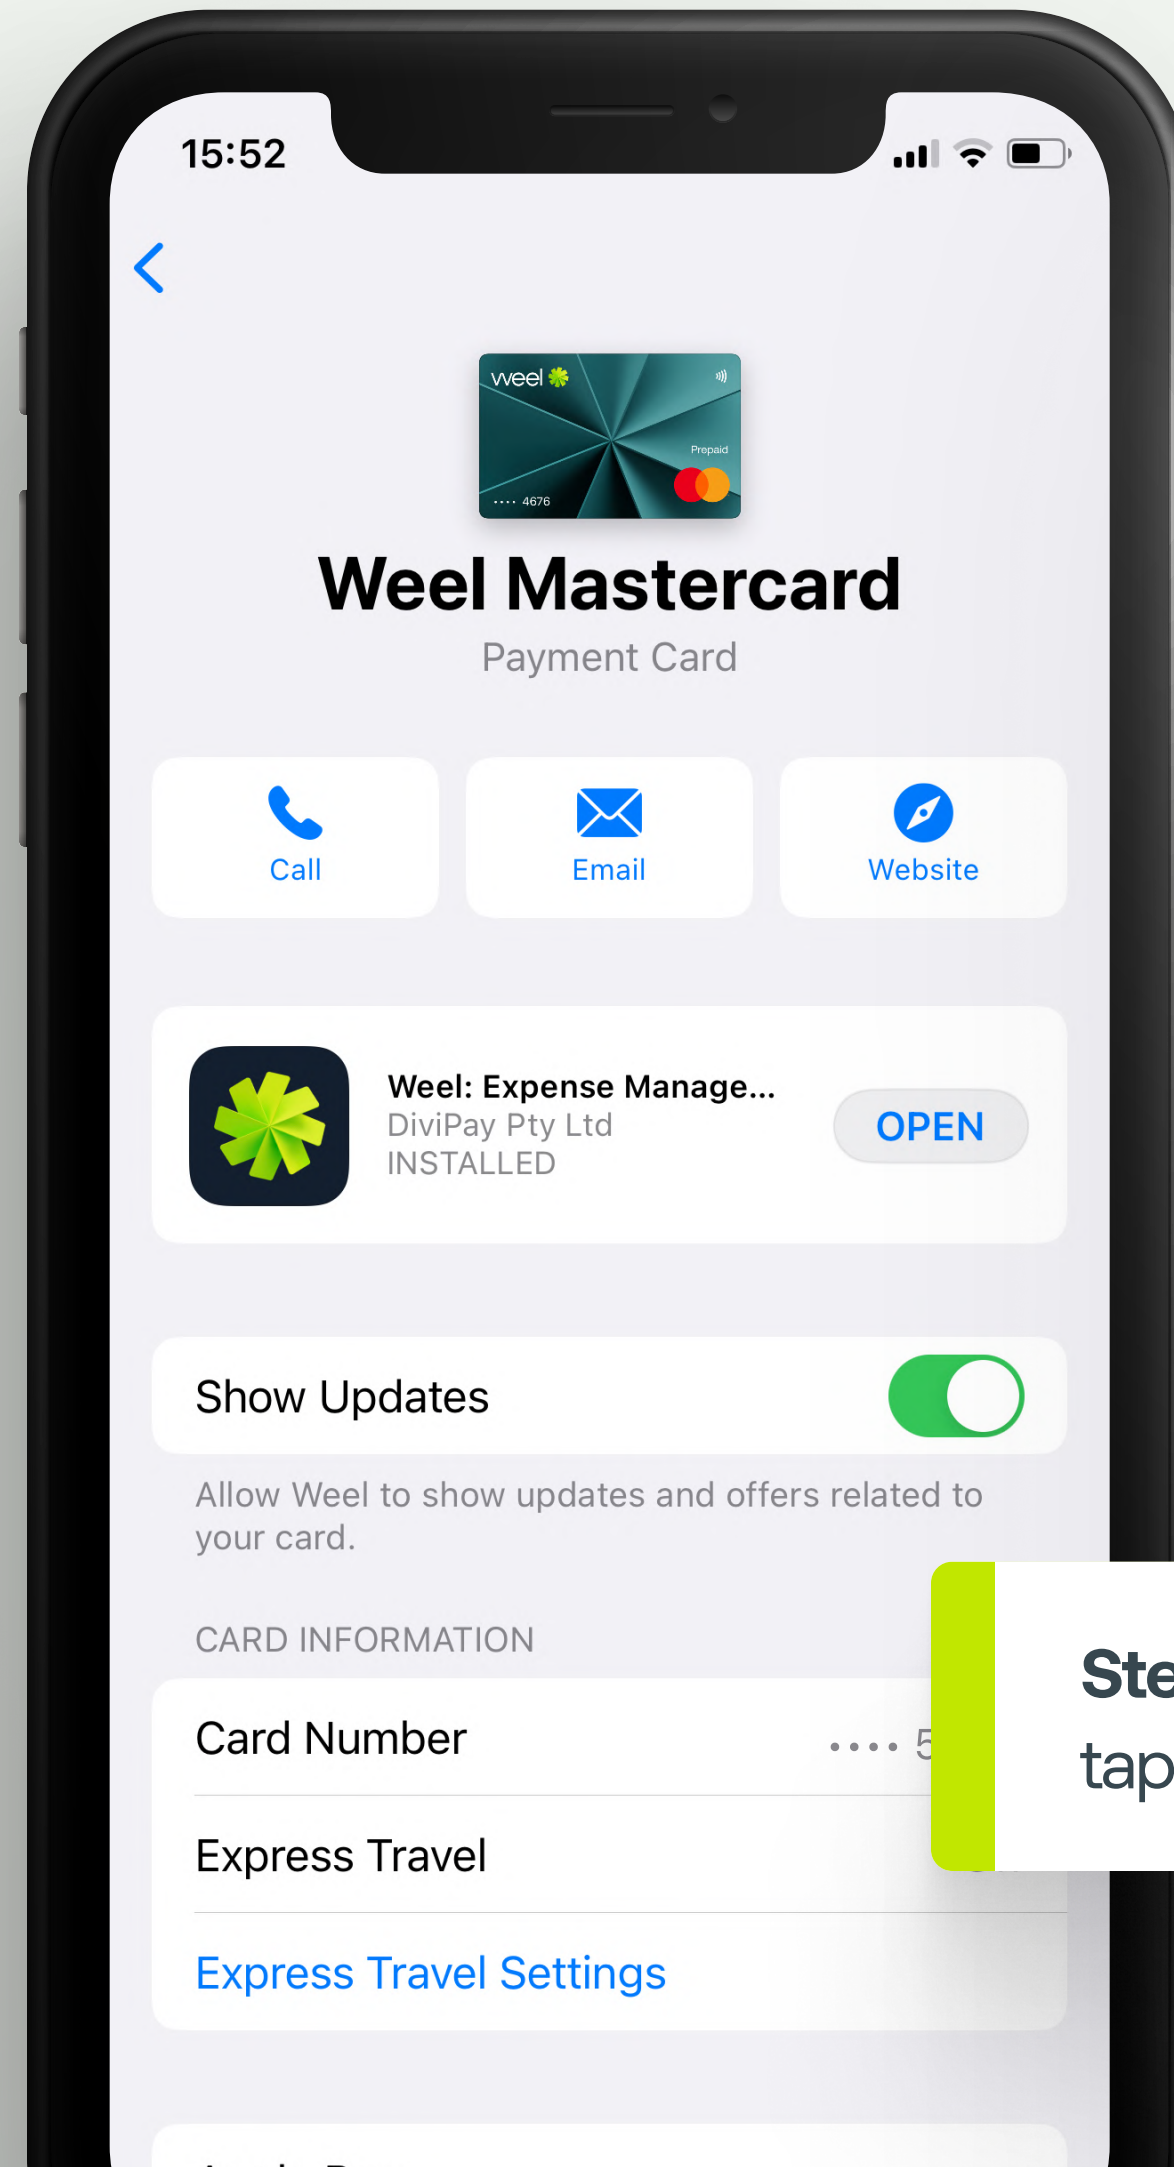 15:52
weel
Prepaid
•••• 4676
Weel Mastercard
Payment Card
Call
Email
Website
Weel: Expense Manage...
DiviPay Pty Ltd
INSTALLED
OPEN
Show Updates
Allow Weel to show updates and offers related to
your card.
CARD INFORMATION
Card Number
•••• 5
Express Travel
Express Travel Settings